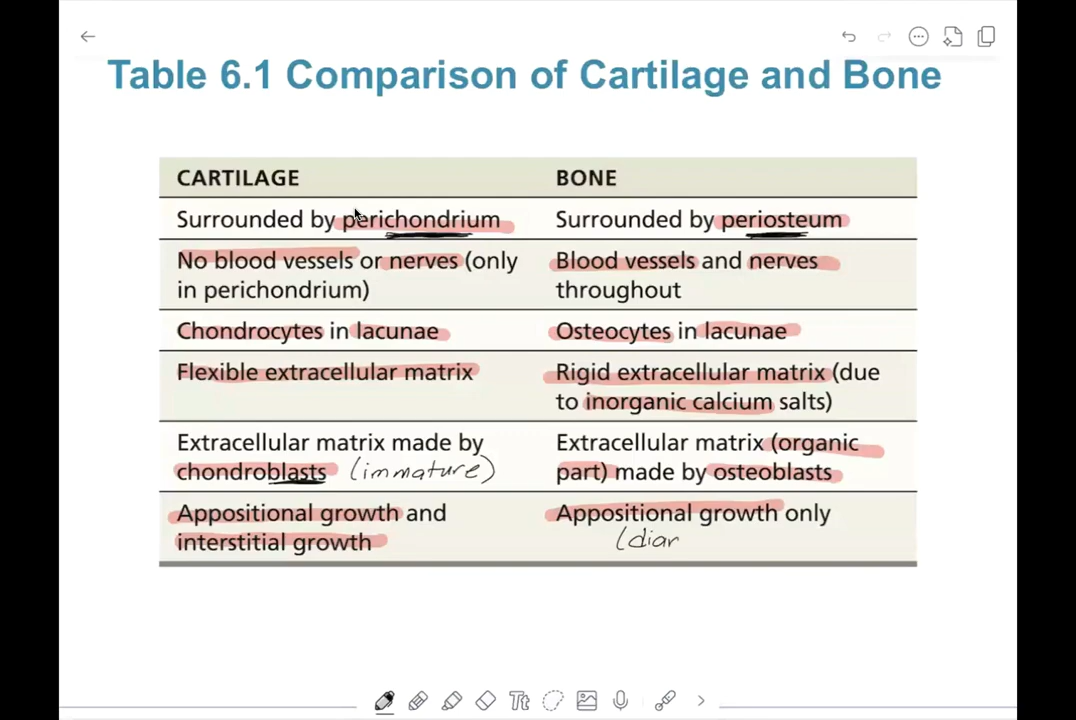 Table 6.1 Comparison of Cartilage and Bone
CARTILAGE BONE
Surrounded by perichondrium Surrounded by periosteum
No blood vessels or nerves (only Blood vessels and nerves
in perichondrium) throughout
Chondrocytes in lacunae Osteocytes in lacunae
Flexible extracellular matrix Rigid extracellular matrix (due
to inorganic calcium salts)
Extracellular matrix made by Extracellular matrix (organic
chondroblasts (immature) part) made by osteoblasts
Appositional growth and Appositional growth only
interstitial growth (diar
Tt